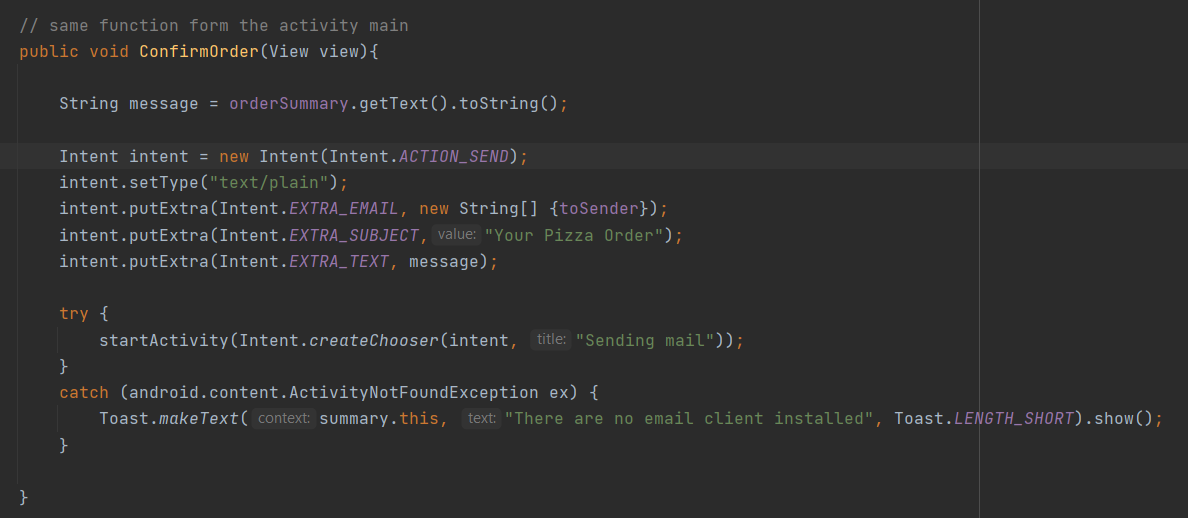 // same function form the activity main
public void ConfirmOrder(View view){
String message = orderSummary.getText().toString();
Intent intent = new Intent(Intent.ACTION_SEND);
intent.setType("text/plain");
intent.putExtra(Intent.EXTRA_EMAIL, new String[] {toSender});
intent.putExtra(Intent.EXTRA_SUBJECT, value: "Your Pizza Order");
intent.putExtra(Intent.EXTRA_TEXT, message);
try {
startActivity(Intent.createChooser(intent, title: "Sending mail"));
}
catch (android.content.ActivityNotFoundException ex) {
Toast.makeText( context: summary.this, text: "There are no email client installed", Toast.LENGTH_SHORT).show();
}
}